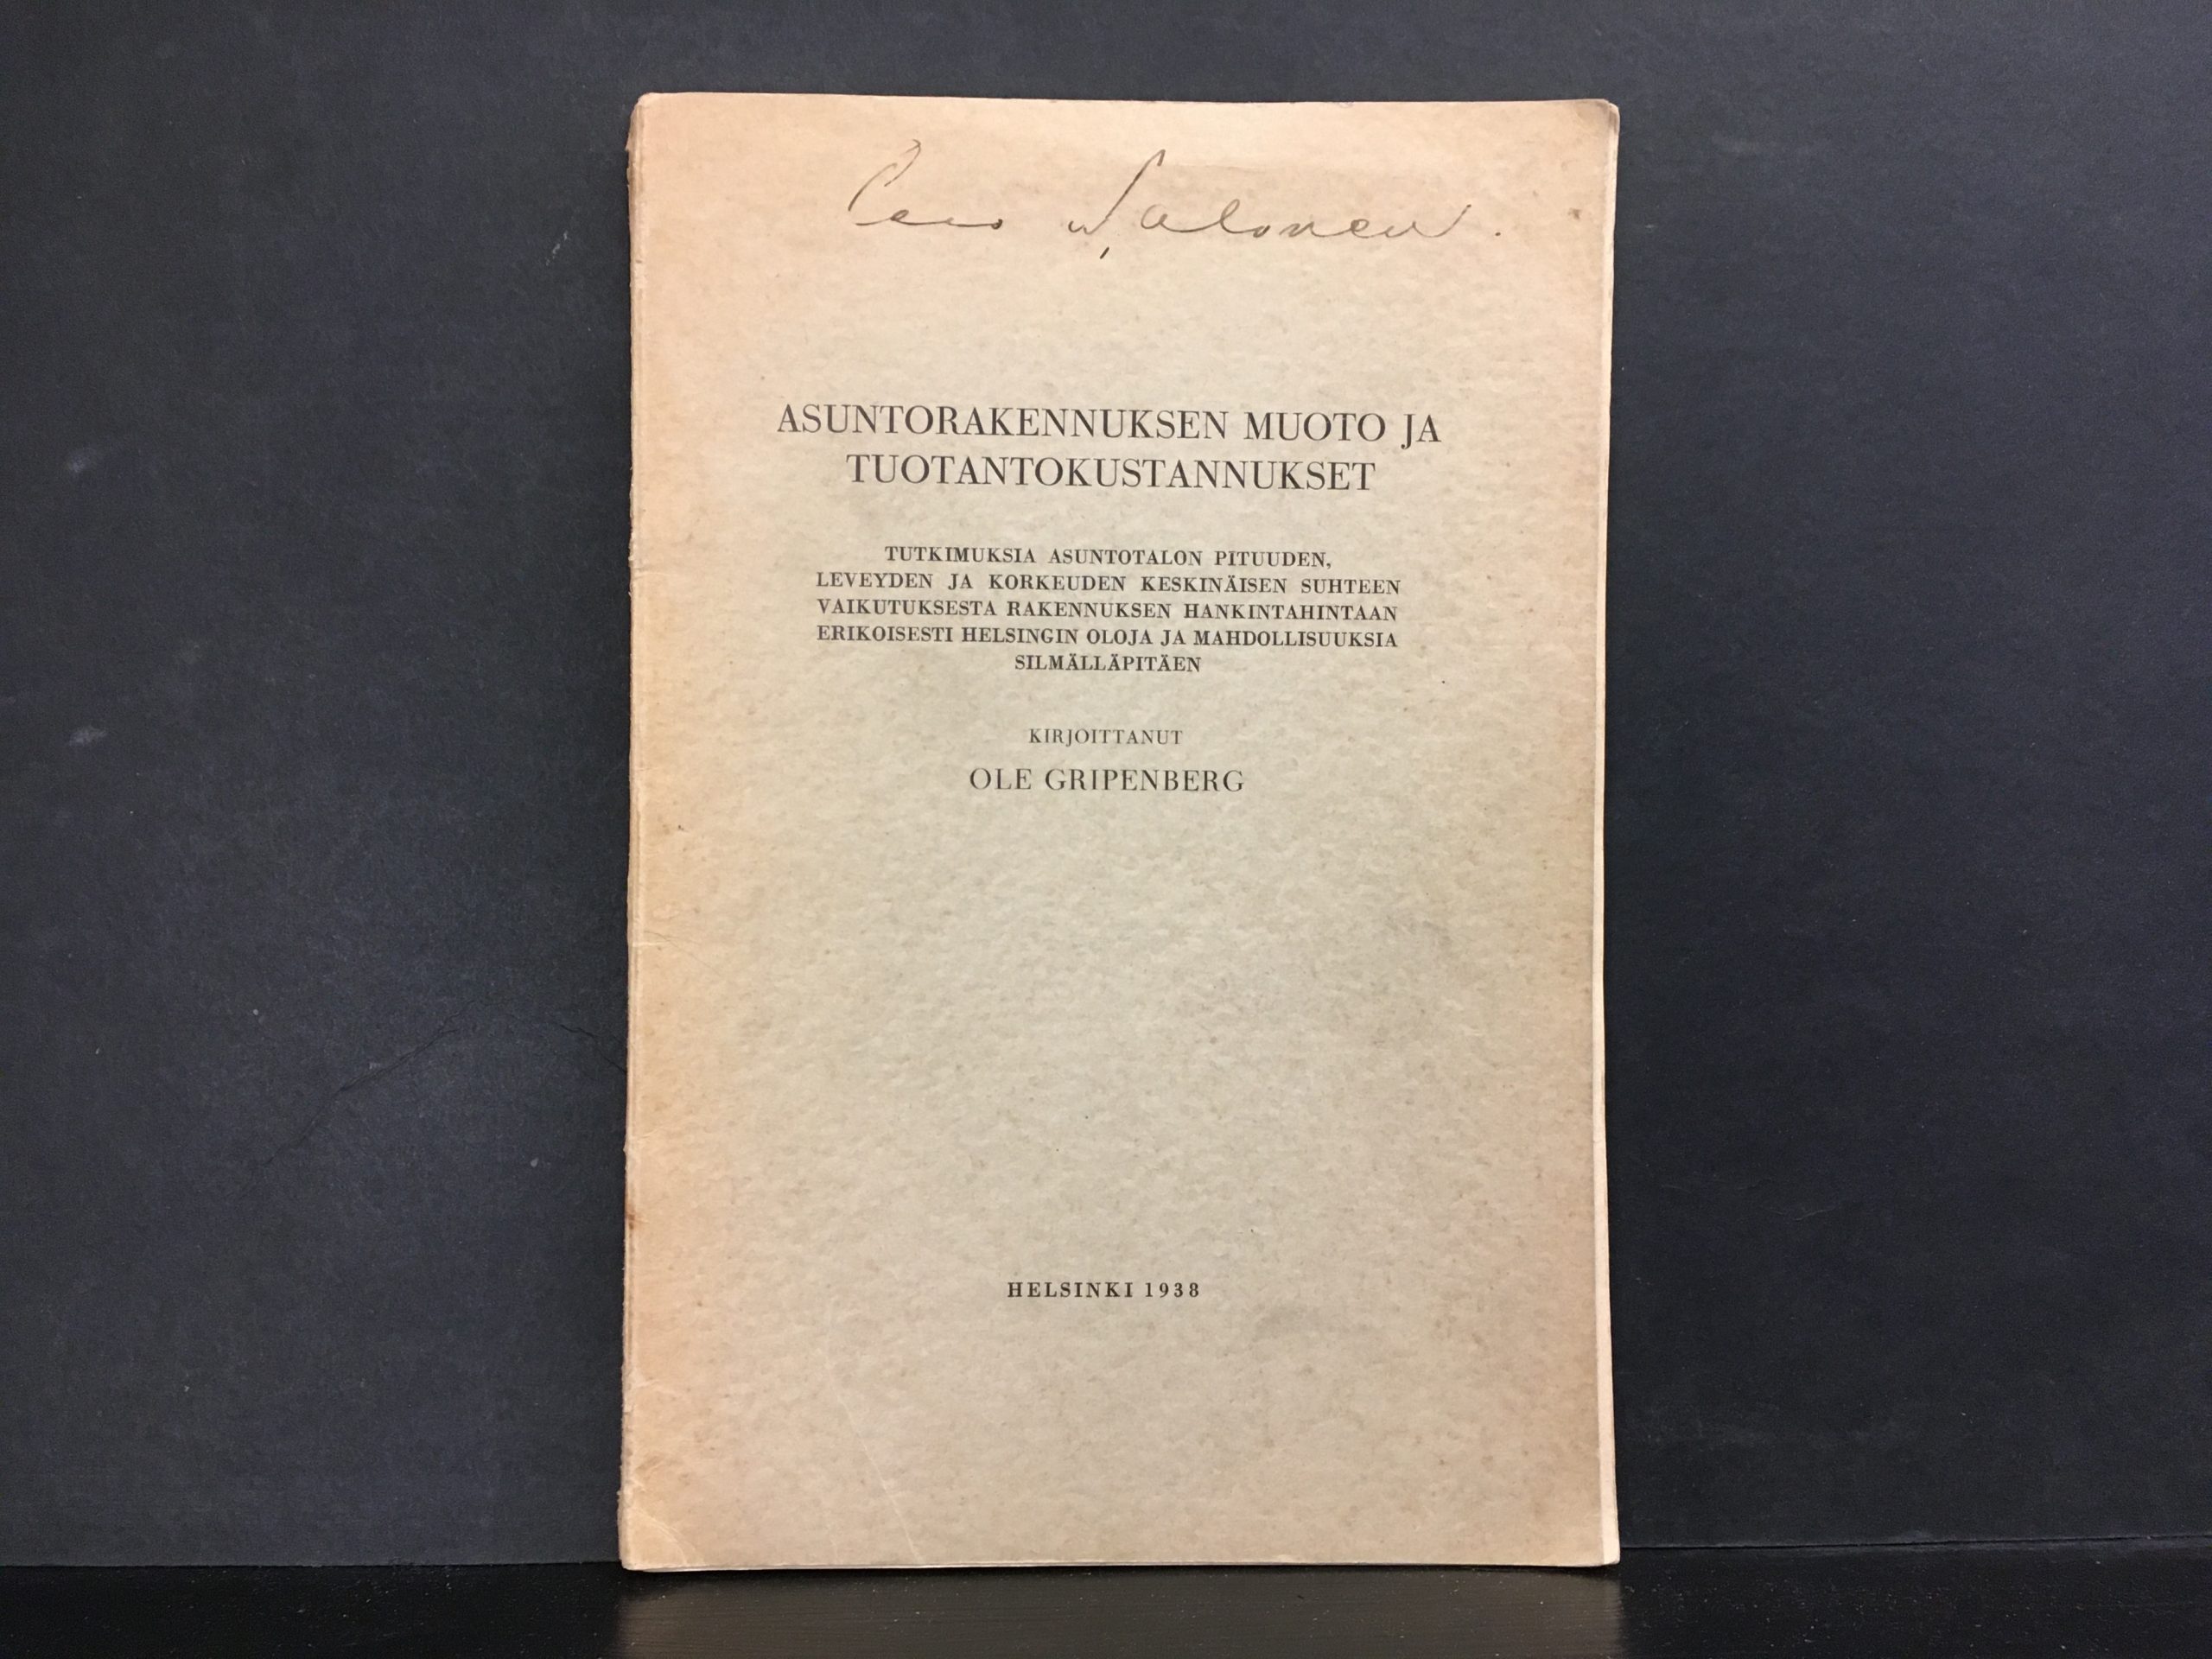 Salonen.
ASUNTORAKENNUKSEN MUOTO JA
TUOTANTOKUSTANNUKSET
TUTKIMUKSIA ASUNTOTALON PITUUDEN,
LEVEYDEN JA KORKEUDEN KESKINÄISEN SUHTEEN
VAIKUTUKSESTA RAKENNUKSEN HANKINTAHINTAAN
ERIKOISESTI HELSINGIN OLOJA JA MAHDOLLISUUKSIA
SILMÄLLÄPITÄEN
KIRJOITTANUT
OLE GRIPENBERG
HELSINKI 1938